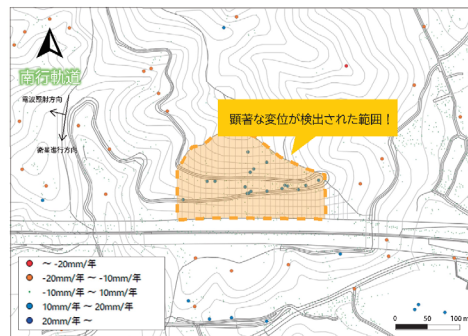 南行軌道
電波照射方向
衛星進行方向
顕著な変位が検出された範囲！
～ -20mm/年
-20mm/年 ～ -10mm/年
-10mm/年 ～ 10mm/年
10mm/年 ～ 20mm/年
20mm/年 ～
0 50 100 m